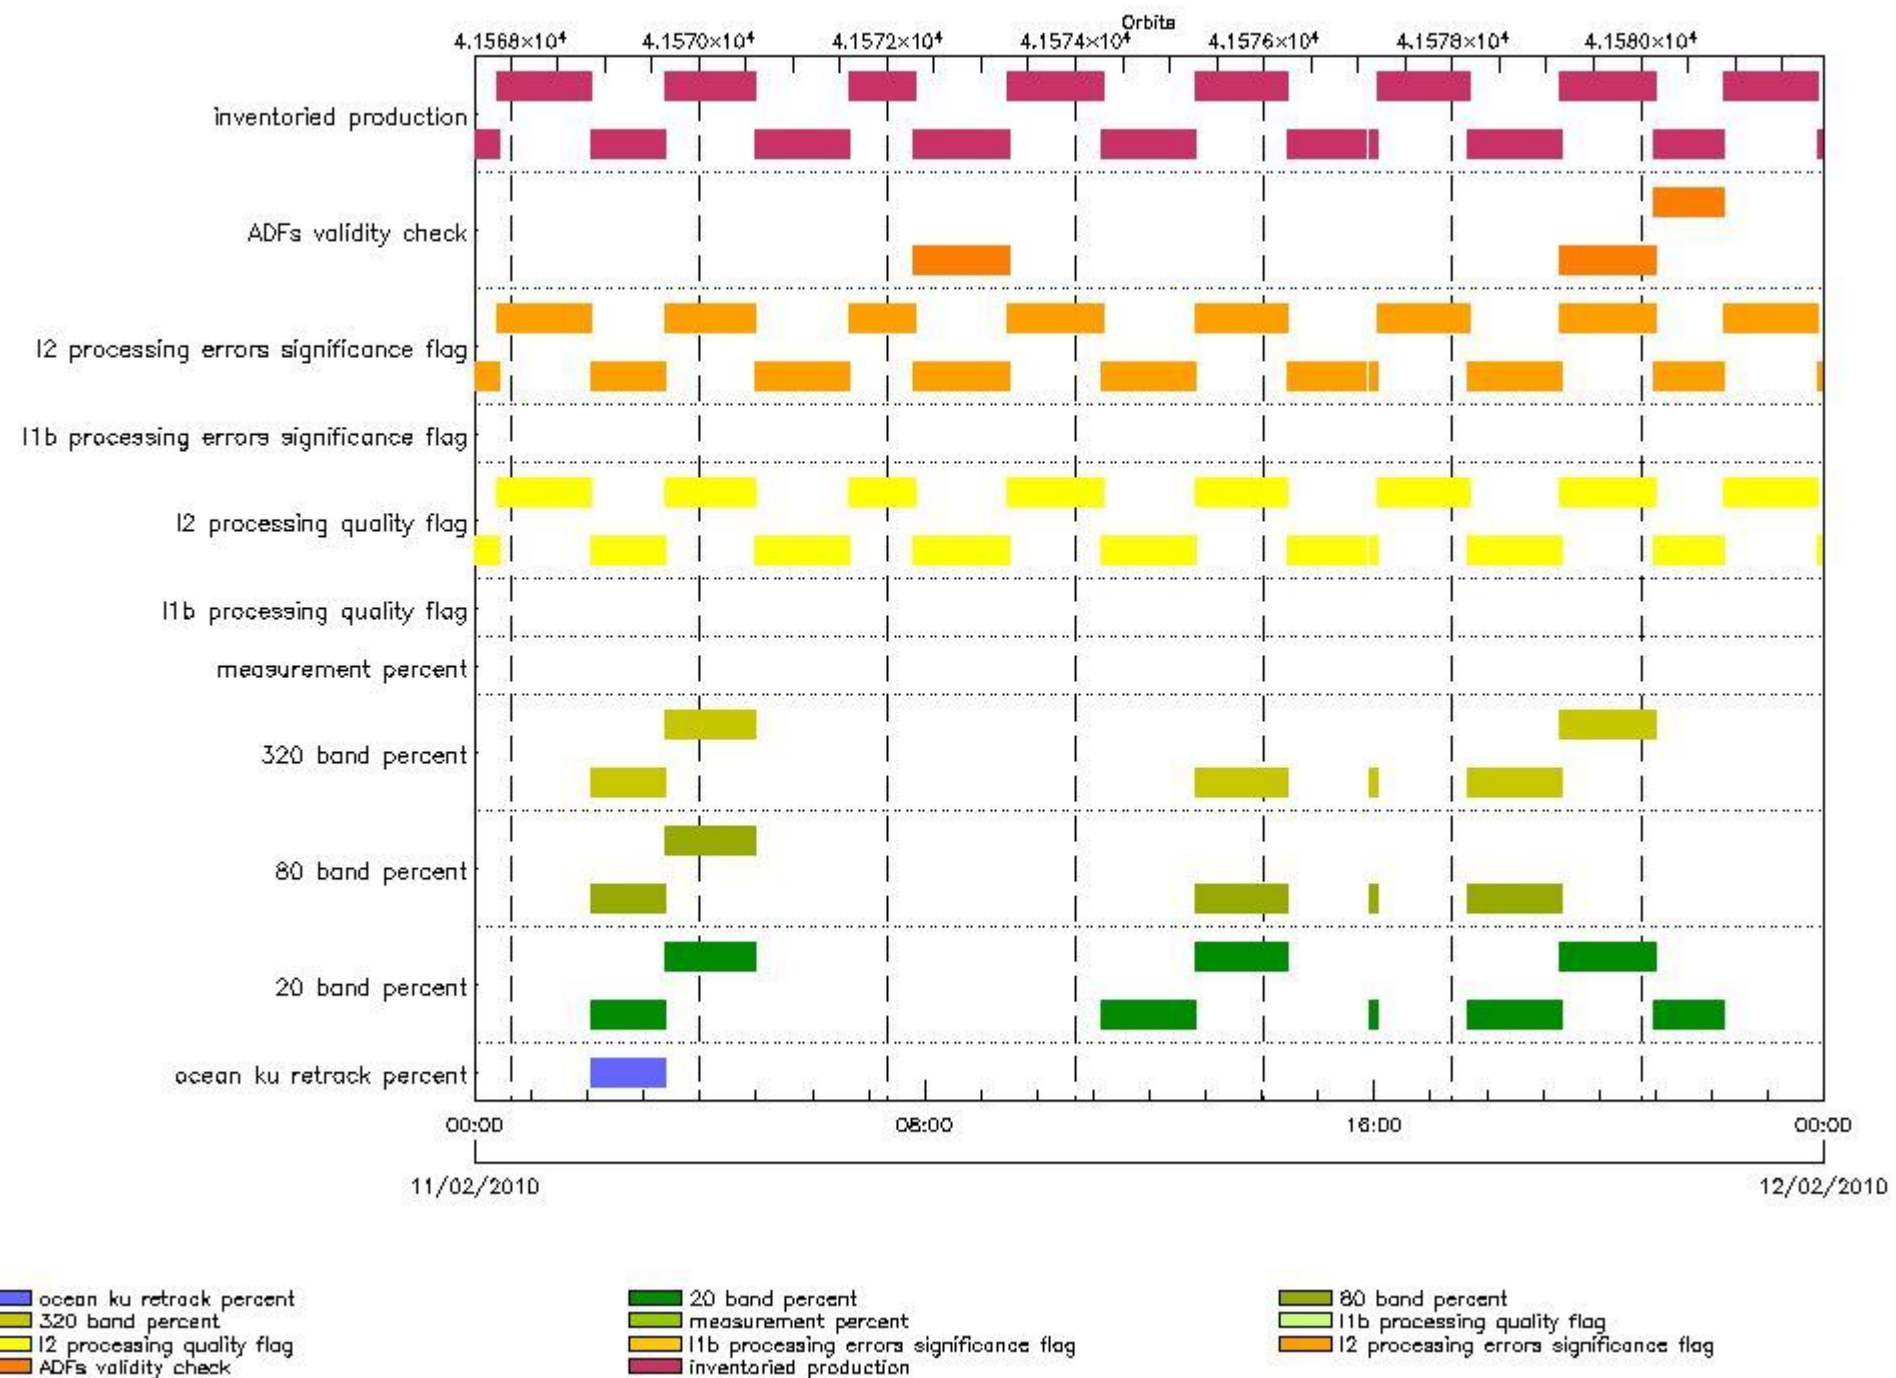 Orbits
4.1568×10⁴ 4.1570×10⁴ 4.1572×10⁴ 4.1574×10⁴ 4.1576×10⁴ 4.1578×10⁴ 4.1580×10⁴
inventoried production
ADFs validity check
l2 processing errors significance flag
l1b processing errors significance flag
l2 processing quality flag
l1b processing quality flag
measurement percent
320 band percent
80 band percent
20 band percent
ocean ku retrack percent
00:00 08:00 16:00 00:00
11/02/2010 12/02/2010
ocean ku retrack percent 20 band percent 80 band percent
320 band percent measurement percent l1b processing quality flag
l2 processing quality flag l1b processing errors significance flag l2 processing errors significance flag
ADFs validity check inventoried production